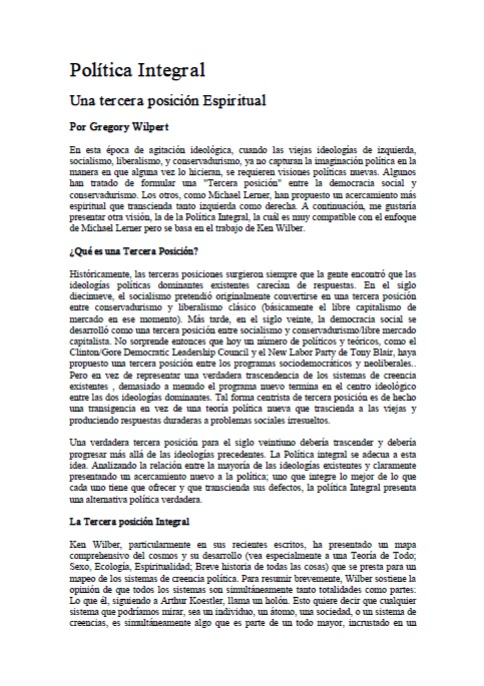 Política Integral
Una tercera posición Espiritual
Por Gregory Wilpert
En esta época de agitación ideológica, cuando las viejas ideologías de izquierda,
socialismo, liberalismo, y conservadurismo, ya no capturan la imaginación política en la
manera en que alguna vez lo hicieran, se requieren visiones políticas nuevas. Algunos
han tratado de formular una "Tercera posición" entre la democracia social y
conservadurismo. Los otros, como Michael Lerner, han propuesto un acercamiento más
espiritual que transcienda tanto izquierda como derecha. A continuación, me gustaría
presentar otra visión, la de la Política Integral, la cuál es muy compatible con el enfoque
de Michael Lerner pero se basa en el trabajo de Ken Wilber.
¿Qué es una Tercera Posición?
Históricamente, las terceras posiciones surgieron siempre que la gente encontró que las
ideologías políticas dominantes existentes carecían de respuestas. En el siglo
diecinueve, el socialismo pretendió originalmente convertirse en una tercera posición
entre conservadurismo y liberalismo clásico (básicamente el libre capitalismo de
mercado en ese momento). Más tarde, en el siglo veinte, la democracia social se
desarrolló como una tercera posición entre socialismo y conservadurismo/libre mercado
capitalista. No sorprende entonces que hoy un número de políticos y teóricos, como el
Clinton/Gore Democratic Leadership Council y el New Labor Party de Tony Blair, haya
propuesto una tercera posición entre los programas sociodemócraticos y neoliberales..
Pero en vez de representar una verdadera trascendencia de los sistemas de creencia
existentes , demasiado a menudo el programa nuevo termina en el centro ideológico
entre las dos ideologías dominantes. Tal forma centrista de tercera posición es de hecho
una transigencia en vez de una teoría política nueva que trascienda a las viejas y
produciendo respuestas duraderas a problemas sociales irresueltos.
Una verdadera tercera posición para el siglo veintiuno debería trascender y debería
progresar más allá de las ideologías precedentes. La Política integral se adecua a esta
idea. Analizando la relación entre la mayoría de las ideologías existentes y claramente
presentando un acercamiento nuevo a la política; uno que integre lo mejor de lo que
cada uno tiene que ofrecer y que transcienda sus defectos, la política Integral presenta
una alternativa política verdadera.
La Tercera posición Integral
Ken Wilber, particularmente en sus recientes escritos, ha presentado un mapa
comprehensivo del cosmos y su desarrollo (vea especialmente a una Teoría de Todo;
Sexo, Ecología, Espiritualidad; Breve historia de todas las cosas) que se presta para un
mapeo de los sistemas de creencia política. Para resumir brevemente, Wilber sostiene la
opinión de que todos los sistemas son simultáneamente tanto totalidades como partes:
Lo que él, siguiendo a Arthur Koestler, llama un holón. Esto quiere decir que cualquier
sistema que podríamos mirar, sea un individuo, un átomo, una sociedad, o un sistema de
creencias, es simultáneamente algo que es parte de un todo mayor, incrustado en un